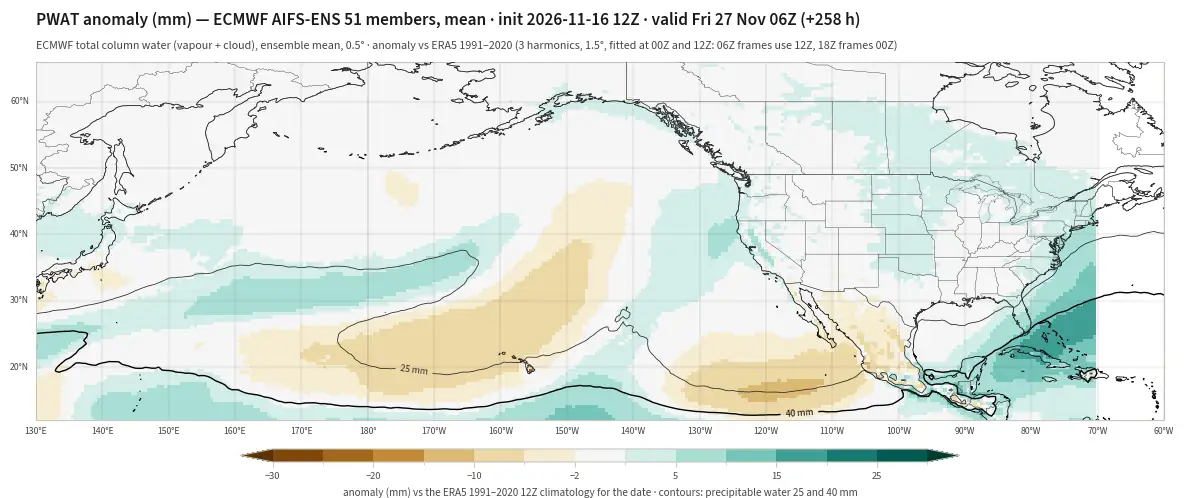 PWAT anomaly (mm) — ECMWF AIFS-ENS 51 members, mean · init 2026-11-16 12Z · valid Fri 27 Nov 06Z (+258 h)
ECMWF total column water (vapour + cloud), ensemble mean, 0.5° · anomaly vs ERA5 1991–2020 (3 harmonics, 1.5°, fitted at 00Z and 12Z: 06Z frames use 12Z, 18Z frames 00Z)
60°N
50°N
40°N
30°N
20°N
25 mm
40 mm
130°E 140°E 150°E 160°E 170°E 180° 170°W 160°W 150°W 140°W 130°W 120°W 110°W 100°W 90°W 80°W 70°W 60°W
−30 −20 −10 −2 5 15 25
anomaly (mm) vs the ERA5 1991–2020 12Z climatology for the date · contours: precipitable water 25 and 40 mm